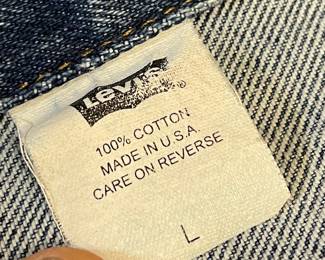 Levi's®
100% COTTON
MADE IN U.S.A
CARE ON REVERSE
L